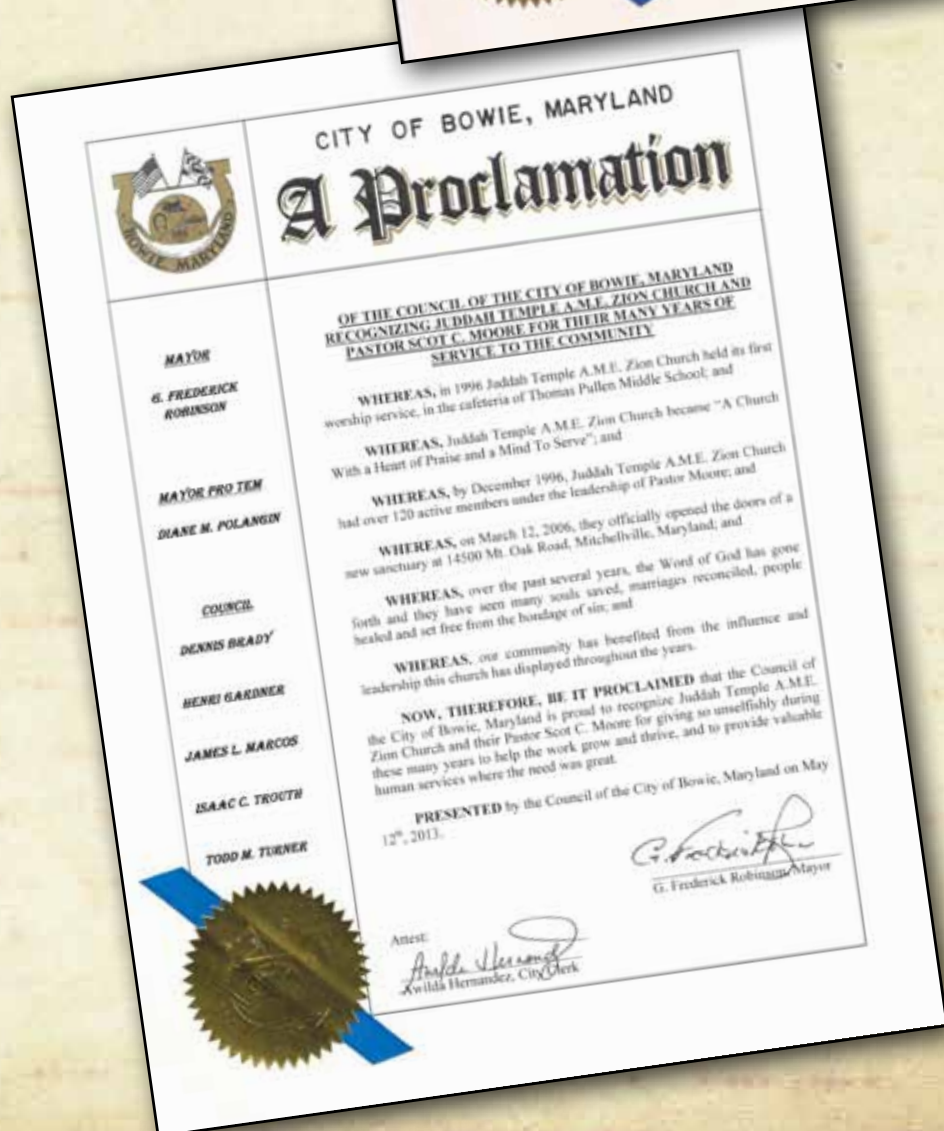 CITY OF BOWIE, MARYLAND
A Proclamation
BOWIE MARYLAND
MAYOR
G. FREDERICK
ROBINSON
MAYOR PRO TEM
DIANE M. POLANGIN
COUNCIL
DENNIS BRADY
HENRI GARDNER
JAMES L. MARCOS
ISAAC C. TROUTH
TODD M. TURNER
OF THE COUNCIL OF THE CITY OF BOWIE, MARYLAND
RECOGNIZING JUDDAH TEMPLE A.M.E. ZION CHURCH AND
PASTOR SCOT C. MOORE FOR THEIR MANY YEARS OF
SERVICE TO THE COMMUNITY
WHEREAS, in 1996 Juddah Temple A.M.E. Zion Church held its first
worship service, in the cafeteria of Thomas Pullen Middle School; and
WHEREAS, Juddah Temple A.M.E. Zion Church became "A Church
With a Heart of Praise and a Mind To Serve"; and
WHEREAS, by December 1996, Juddah Temple A.M.E. Zion Church
had over 120 active members under the leadership of Pastor Moore; and
WHEREAS, on March 12, 2006, they officially opened the doors of a
new sanctuary at 14500 Mt. Oak Road, Mitchellville, Maryland; and
WHEREAS, over the past several years, the Word of God has gone
forth and they have seen many souls saved, marriages reconciled, people
healed and set free from the bondage of sin; and
WHEREAS, our community has benefited from the influence and
leadership this church has displayed throughout the years.
NOW, THEREFORE, BE IT PROCLAIMED that the Council of
the City of Bowie, Maryland is proud to recognize Juddah Temple A.M.E.
Zion Church and their Pastor Scot C. Moore for giving so unselfishly during
these many years to help the work grow and thrive, and to provide valuable
human services where the need was great.
PRESENTED by the Council of the City of Bowie, Maryland on May
12th, 2013.
G. Frederick Robinson, Mayor
Attest:
Awilda Hernandez
Awilda Hernandez, City Clerk